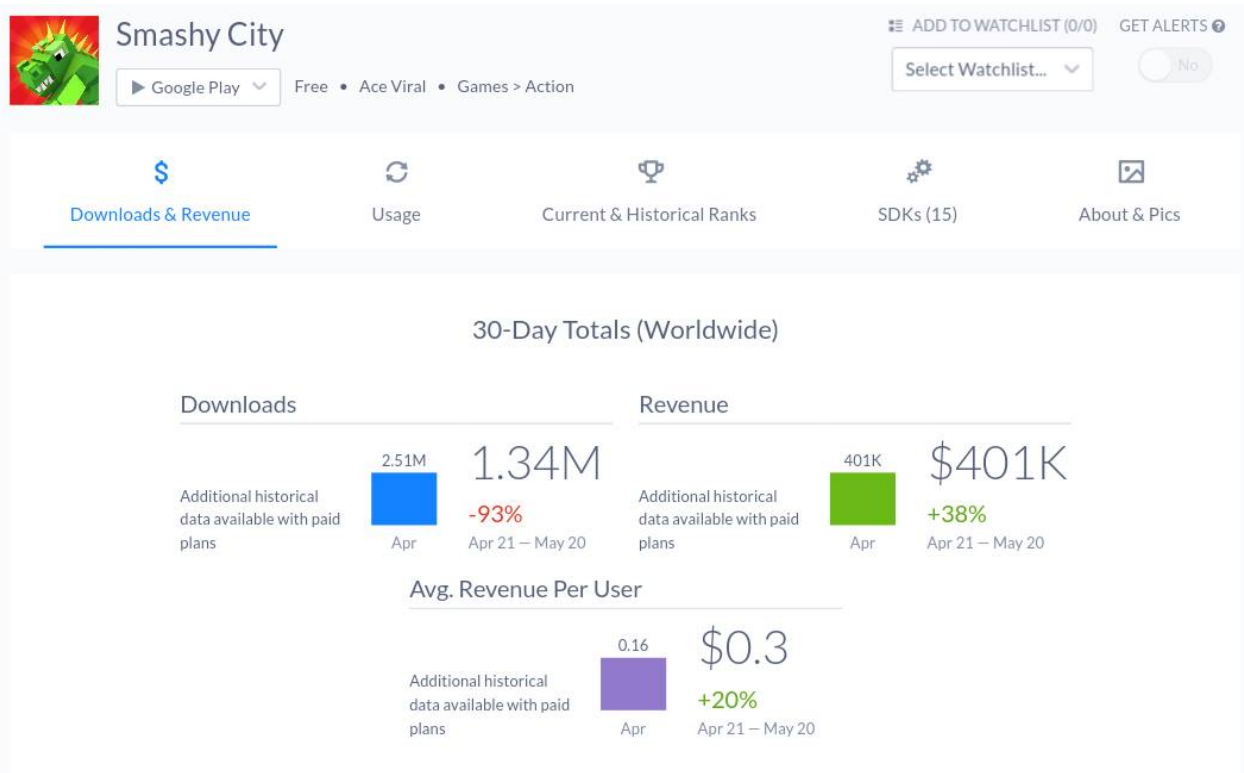 Smashy City
ADD TO WATCHLIST (0/0)
GET ALERTS
Google Play
Free • Ace Viral • Games > Action
Select Watchlist...
No
Downloads & Revenue
Usage
Current & Historical Ranks
SDKs (15)
About & Pics
30-Day Totals (Worldwide)
Downloads
Additional historical
data available with paid
plans
2.51M
Apr
1.34M
-93%
Apr 21 — May 20
Revenue
Additional historical
data available with paid
plans
401K
Apr
$401K
+38%
Apr 21 — May 20
Avg. Revenue Per User
Additional historical
data available with paid
plans
0.16
Apr
$0.3
+20%
Apr 21 — May 20